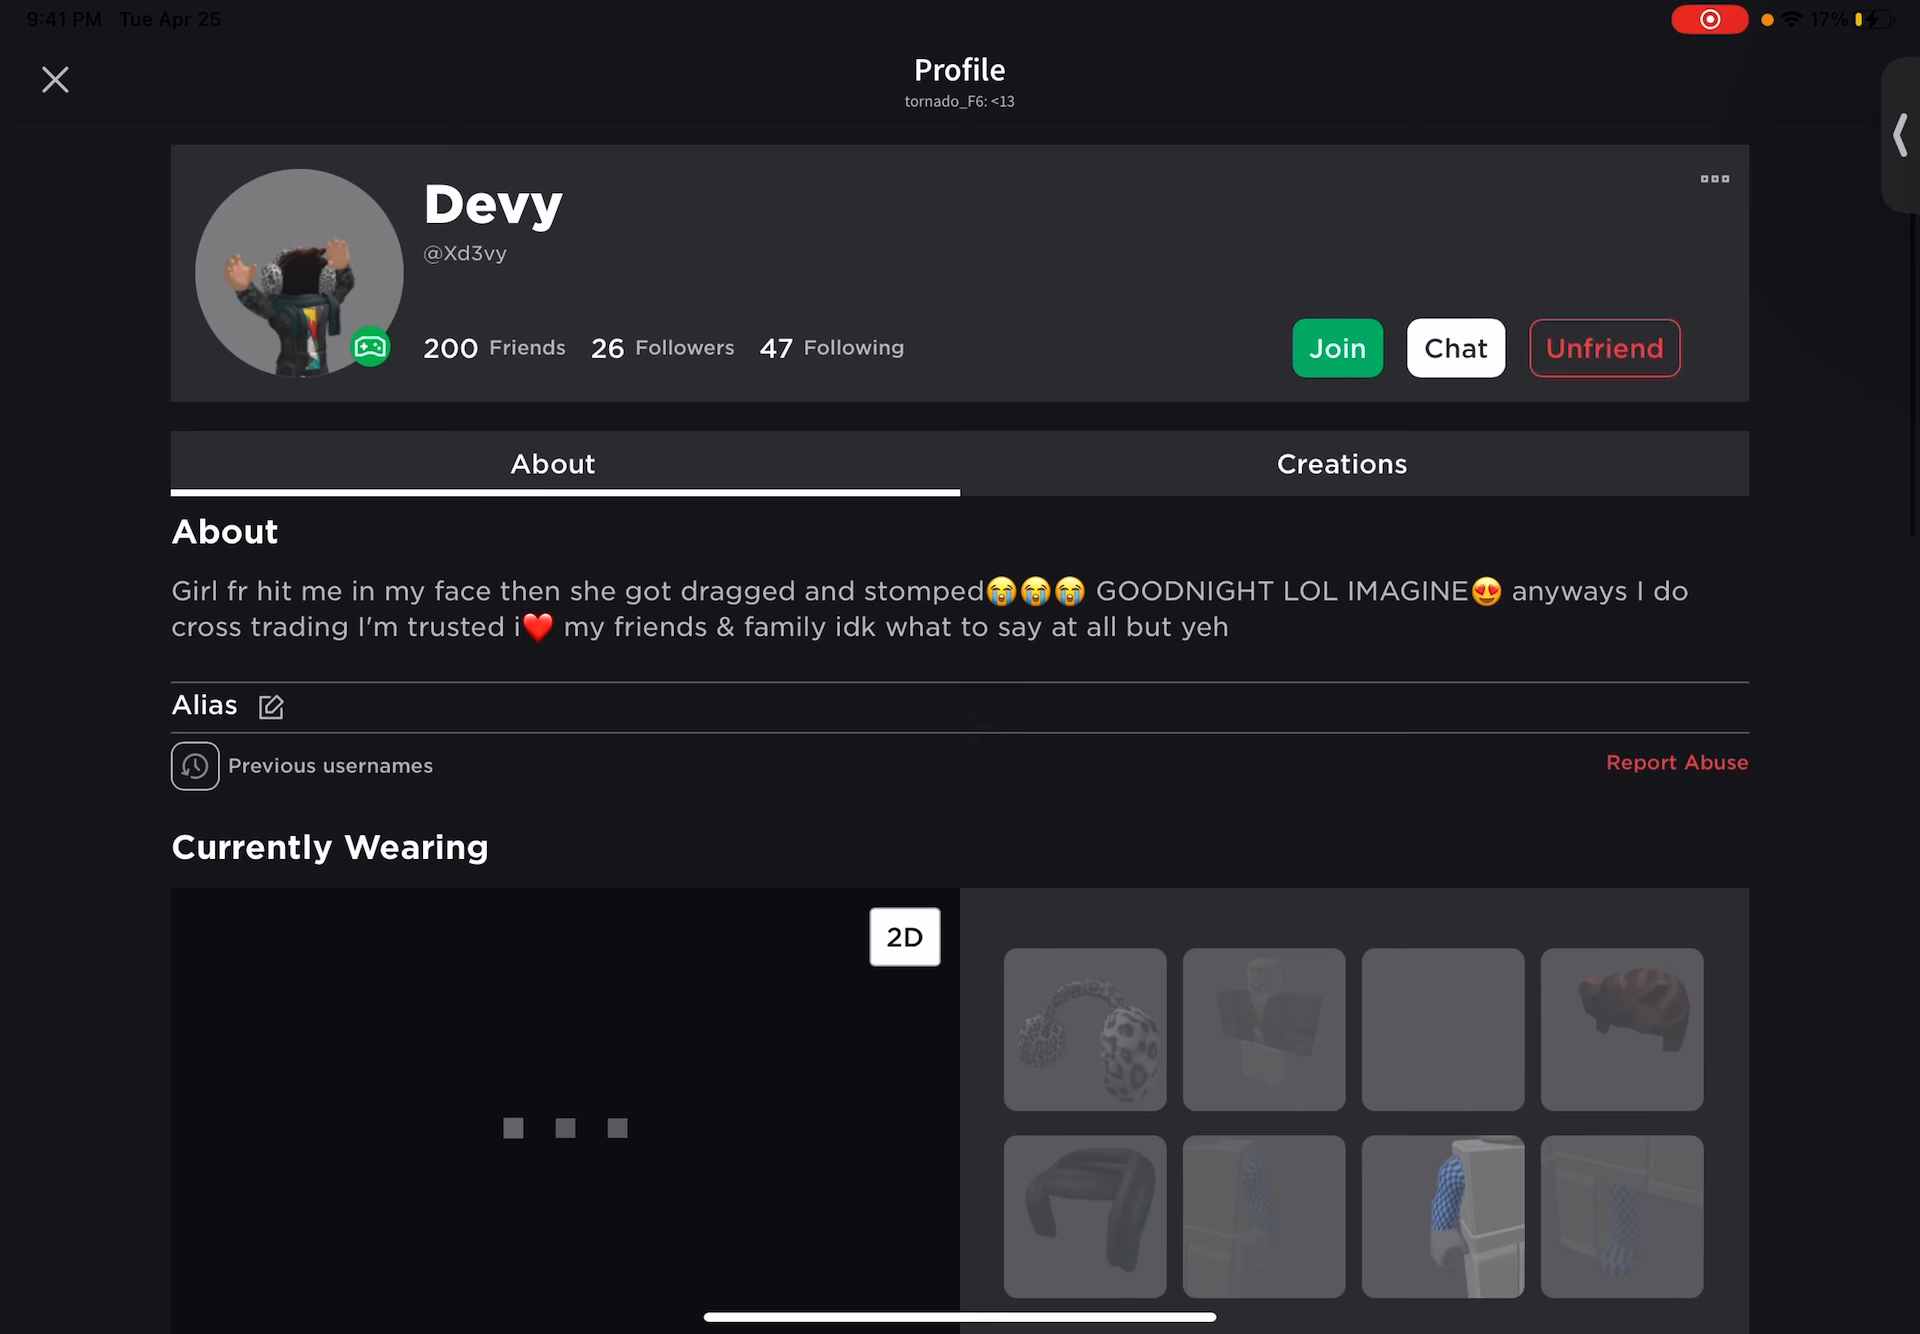 9:41 PM Tue Apr 25
17%
Profile
tornado_F6: <13
Devy
@Xd3vy
200 Friends 26 Followers 47 Following
Join Chat Unfriend
About Creations
About
Girl fr hit me in my face then she got dragged and stomped😭😭😭 GOODNIGHT LOL IMAGINE😍 anyways I do
cross trading I'm trusted i❤️ my friends & family idk what to say at all but yeh
Alias
Previous usernames
Report Abuse
Currently Wearing
2D